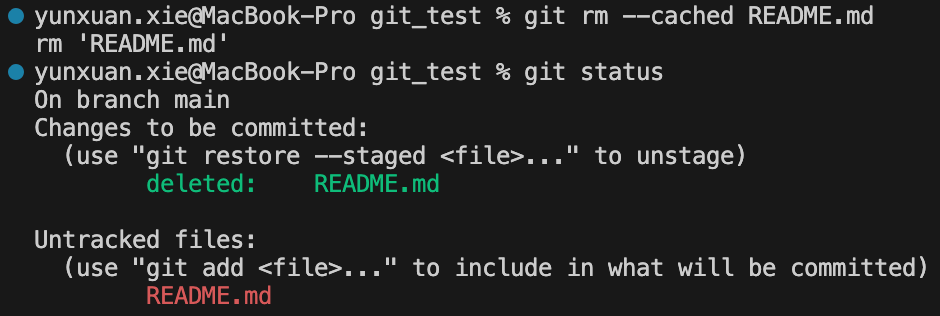 yunxuan.xie@MacBook-Pro git_test % git rm --cached README.md
rm 'README.md'
yunxuan.xie@MacBook-Pro git_test % git status
On branch main
Changes to be committed:
  (use "git restore --staged <file>..." to unstage)
        deleted:    README.md

Untracked files:
  (use "git add <file>..." to include in what will be committed)
        README.md